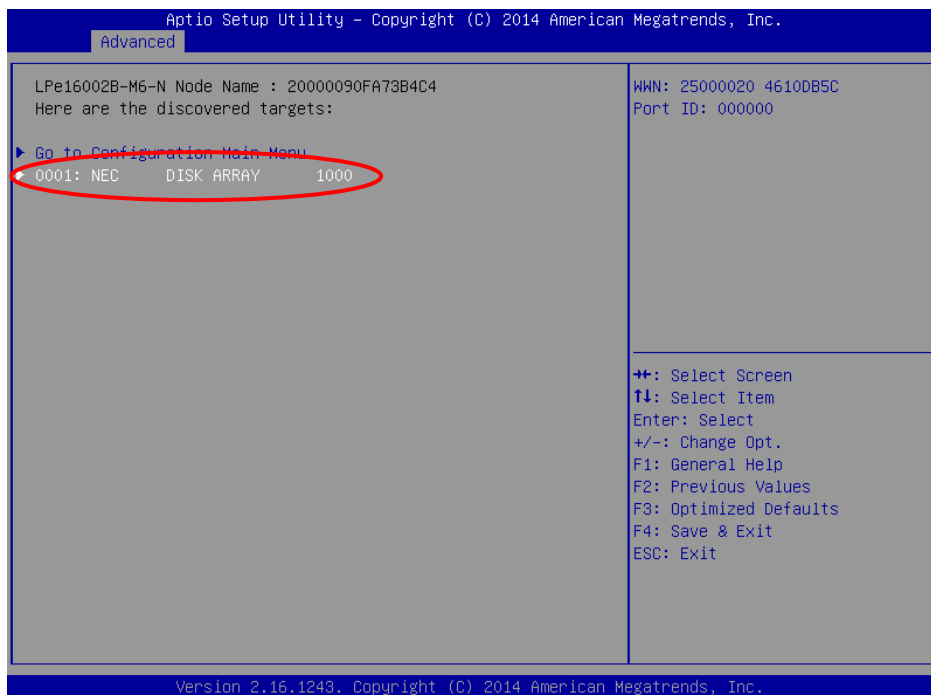 Aptio Setup Utility – Copyright (C) 2014 American Megatrends, Inc.
Advanced
LPe16002B-M6-N Node Name : 20000090FA73B4C4
Here are the discovered targets:
Go to Configuration Main Menu
0001: NEC DISK ARRAY 1000
WWN: 25000020 4610DB5C
Port ID: 000000
→←: Select Screen
↑↓: Select Item
Enter: Select
+/-: Change Opt.
F1: General Help
F2: Previous Values
F3: Optimized Defaults
F4: Save & Exit
ESC: Exit
Version 2.16.1243. Copyright (C) 2014 American Megatrends, Inc.